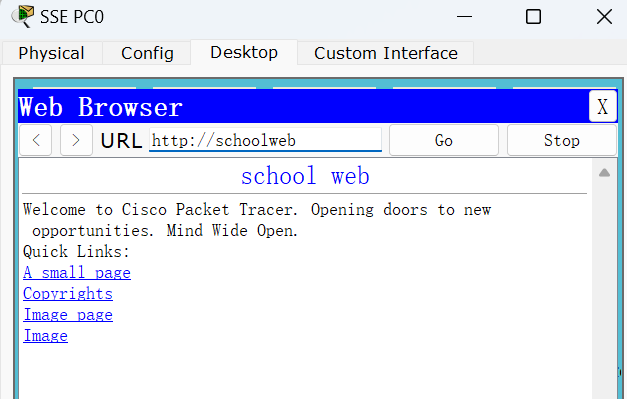 SSE PC0
Physical Config Desktop Custom Interface
Web Browser X
< > URL http://schoolweb Go Stop
school web
Welcome to Cisco Packet Tracer. Opening doors to new
opportunities. Mind Wide Open.
Quick Links:
A small page
Copyrights
Image page
Image